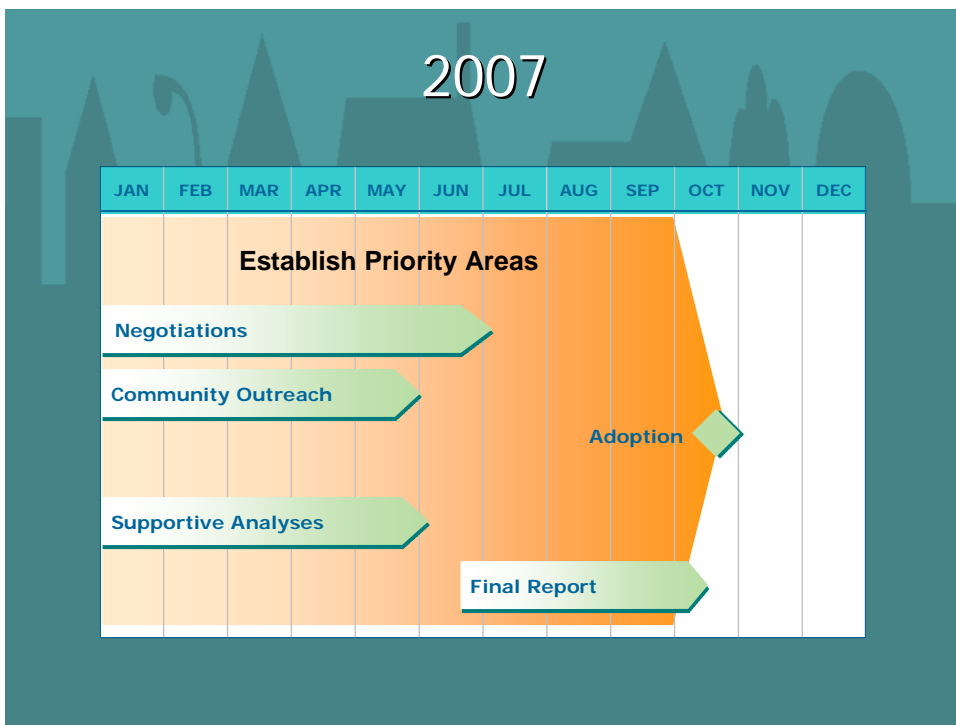 2007
JAN FEB MAR APR MAY JUN JUL AUG SEP OCT NOV DEC
Establish Priority Areas
Negotiations
Community Outreach
Adoption
Supportive Analyses
Final Report